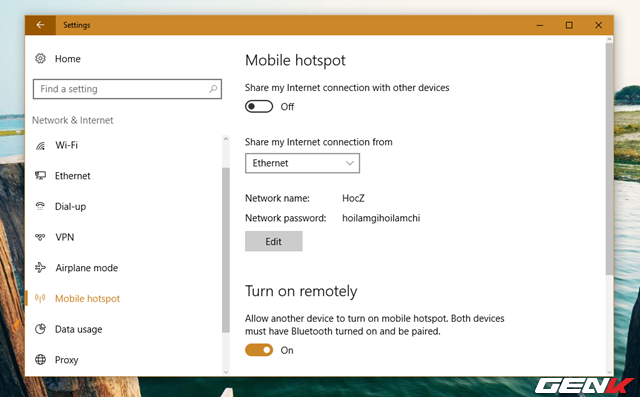 Settings
Home
Find a setting
Network & Internet
Wi-Fi
Ethernet
Dial-up
VPN
Airplane mode
Mobile hotspot
Data usage
Proxy
Mobile hotspot
Share my Internet connection with other devices
Off
Share my Internet connection from
Ethernet
Network name: HocZ
Network password: hoilamgihoilamchi
Edit
Turn on remotely
Allow another device to turn on mobile hotspot. Both devices
must have Bluetooth turned on and be paired.
On
GENK